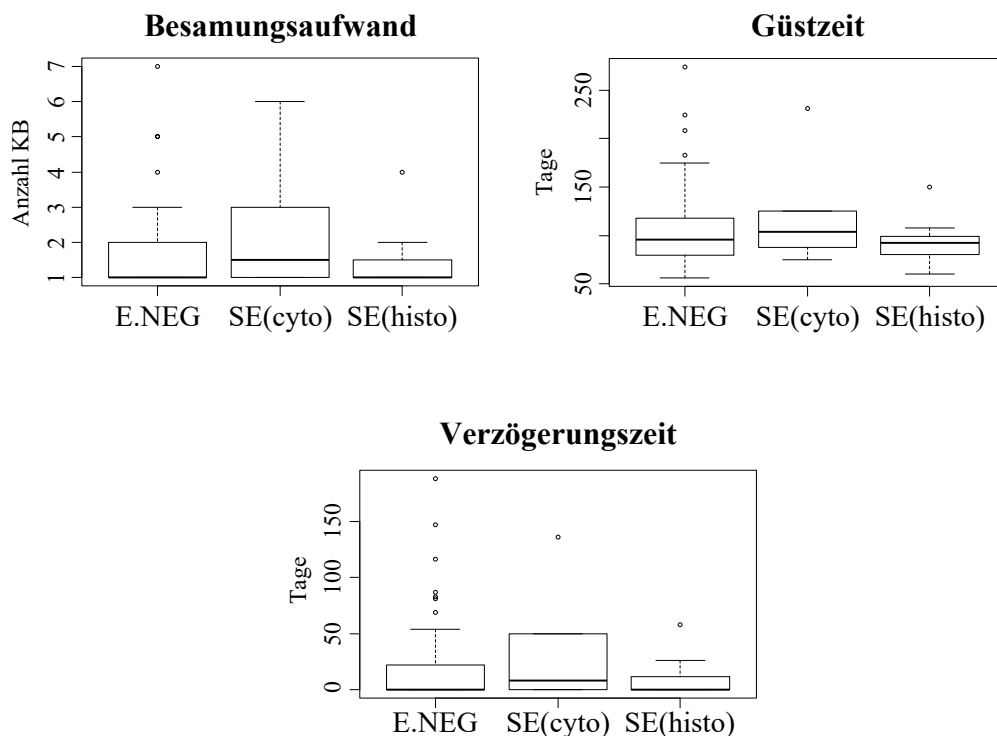 Besamungsaufwand
Anzahl KB
7
6
5
4
3
2
1
E.NEG SE(cyto) SE(histo)
Güstzeit
Tage
250
150
50
E.NEG SE(cyto) SE(histo)
Verzögerungszeit
Tage
150
100
50
0
E.NEG SE(cyto) SE(histo)